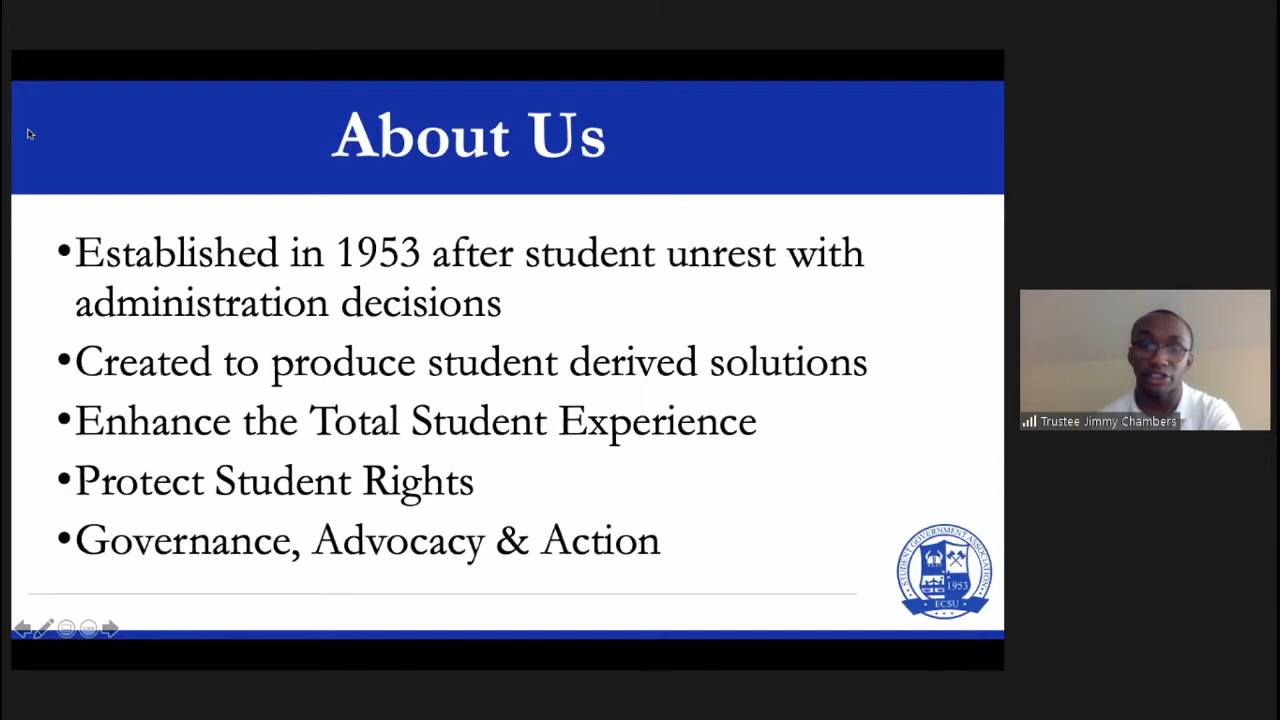 About Us
•Established in 1953 after student unrest with
administration decisions
•Created to produce student derived solutions
•Enhance the Total Student Experience
•Protect Student Rights
•Governance, Advocacy & Action
STUDENT GOVERNMENT ASSOCIATION
1953
ECSU
Trustee Jimmy Chambers